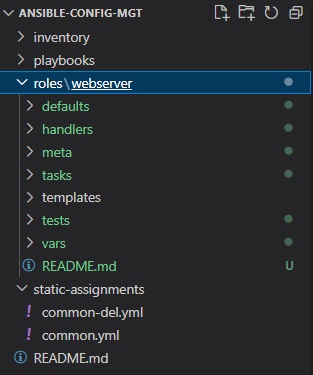 ANSIBLE-CONFIG-MGT
inventory
playbooks
roles\webserver
defaults
handlers
meta
tasks
templates
tests
vars
README.md U
static-assignments
! common-del.yml
! common.yml
README.md